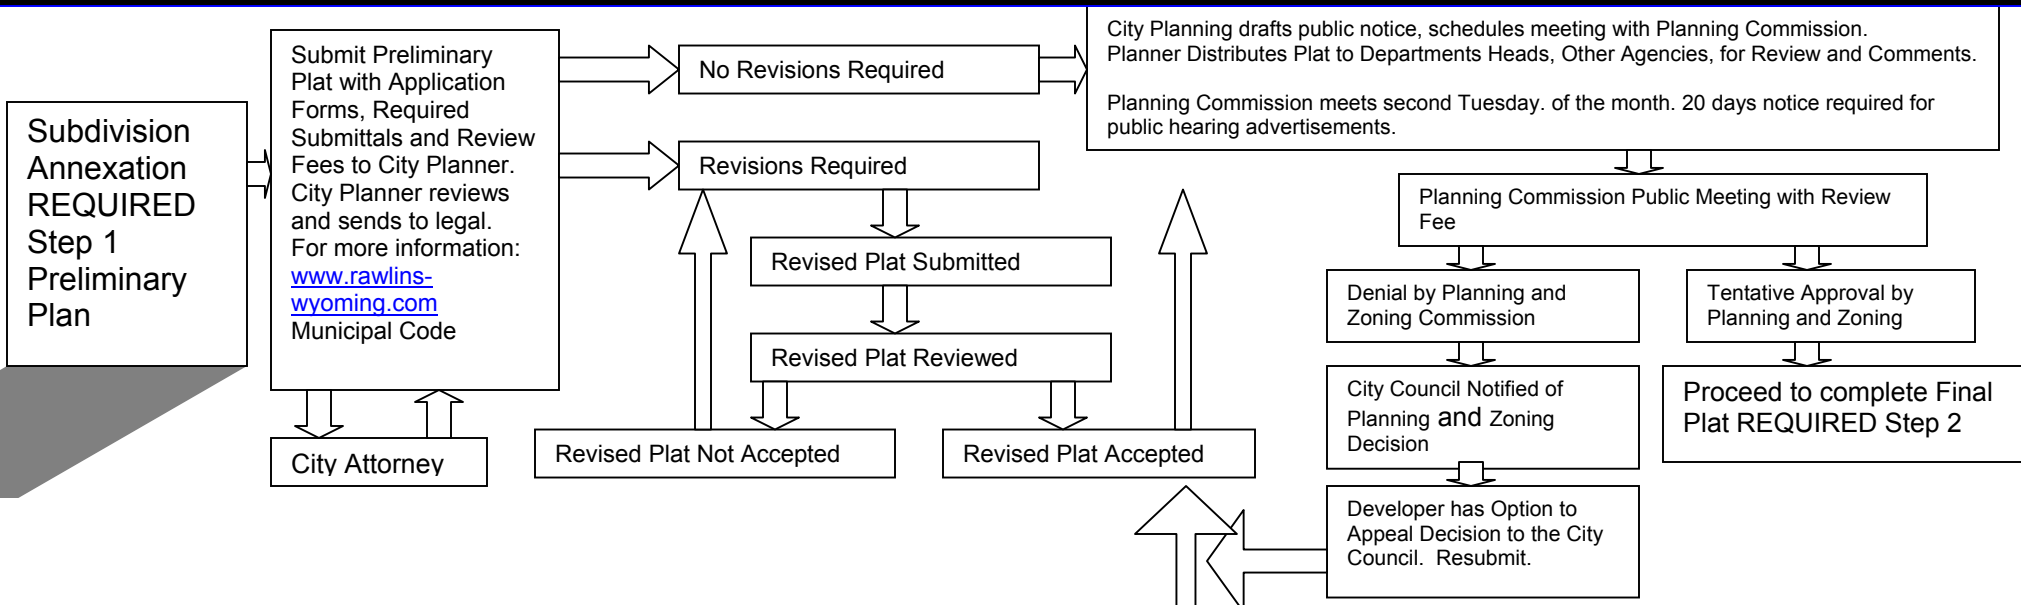 Subdivision
Annexation
REQUIRED
Step 1
Preliminary
Plan
Submit Preliminary
Plat with Application
Forms, Required
Submittals and Review
Fees to City Planner.
City Planner reviews
and sends to legal.
For more information:
www.rawlins-
wyoming.com
Municipal Code
City Attorney
No Revisions Required
Revisions Required
Revised Plat Submitted
Revised Plat Reviewed
Revised Plat Not Accepted
Revised Plat Accepted
City Planning drafts public notice, schedules meeting with Planning Commission.
Planner Distributes Plat to Departments Heads, Other Agencies, for Review and Comments.
Planning Commission meets second Tuesday. of the month. 20 days notice required for
public hearing advertisements.
Planning Commission Public Meeting with Review
Fee
Denial by Planning and
Zoning Commission
City Council Notified of
Planning and Zoning
Decision
Developer has Option to
Appeal Decision to the City
Council.  Resubmit.
Tentative Approval by
Planning and Zoning
Proceed to complete Final
Plat REQUIRED Step 2